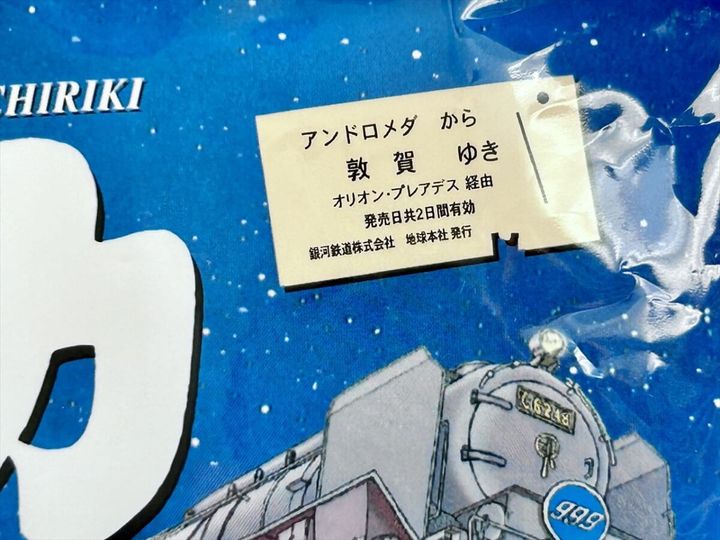 CHIRIKI
アンドロメダ から
敦賀 ゆき
オリオン・プレアデス 経由
発売日共2日間有効
銀河鉄道株式会社 地球本社 発行
C6248
999